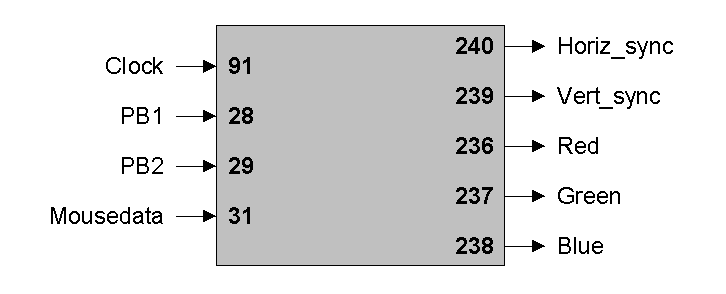 240 Horiz_sync
Clock 91
239 Vert_sync
PB1 28
236 Red
PB2 29
237 Green
Mousedata 31
238 Blue